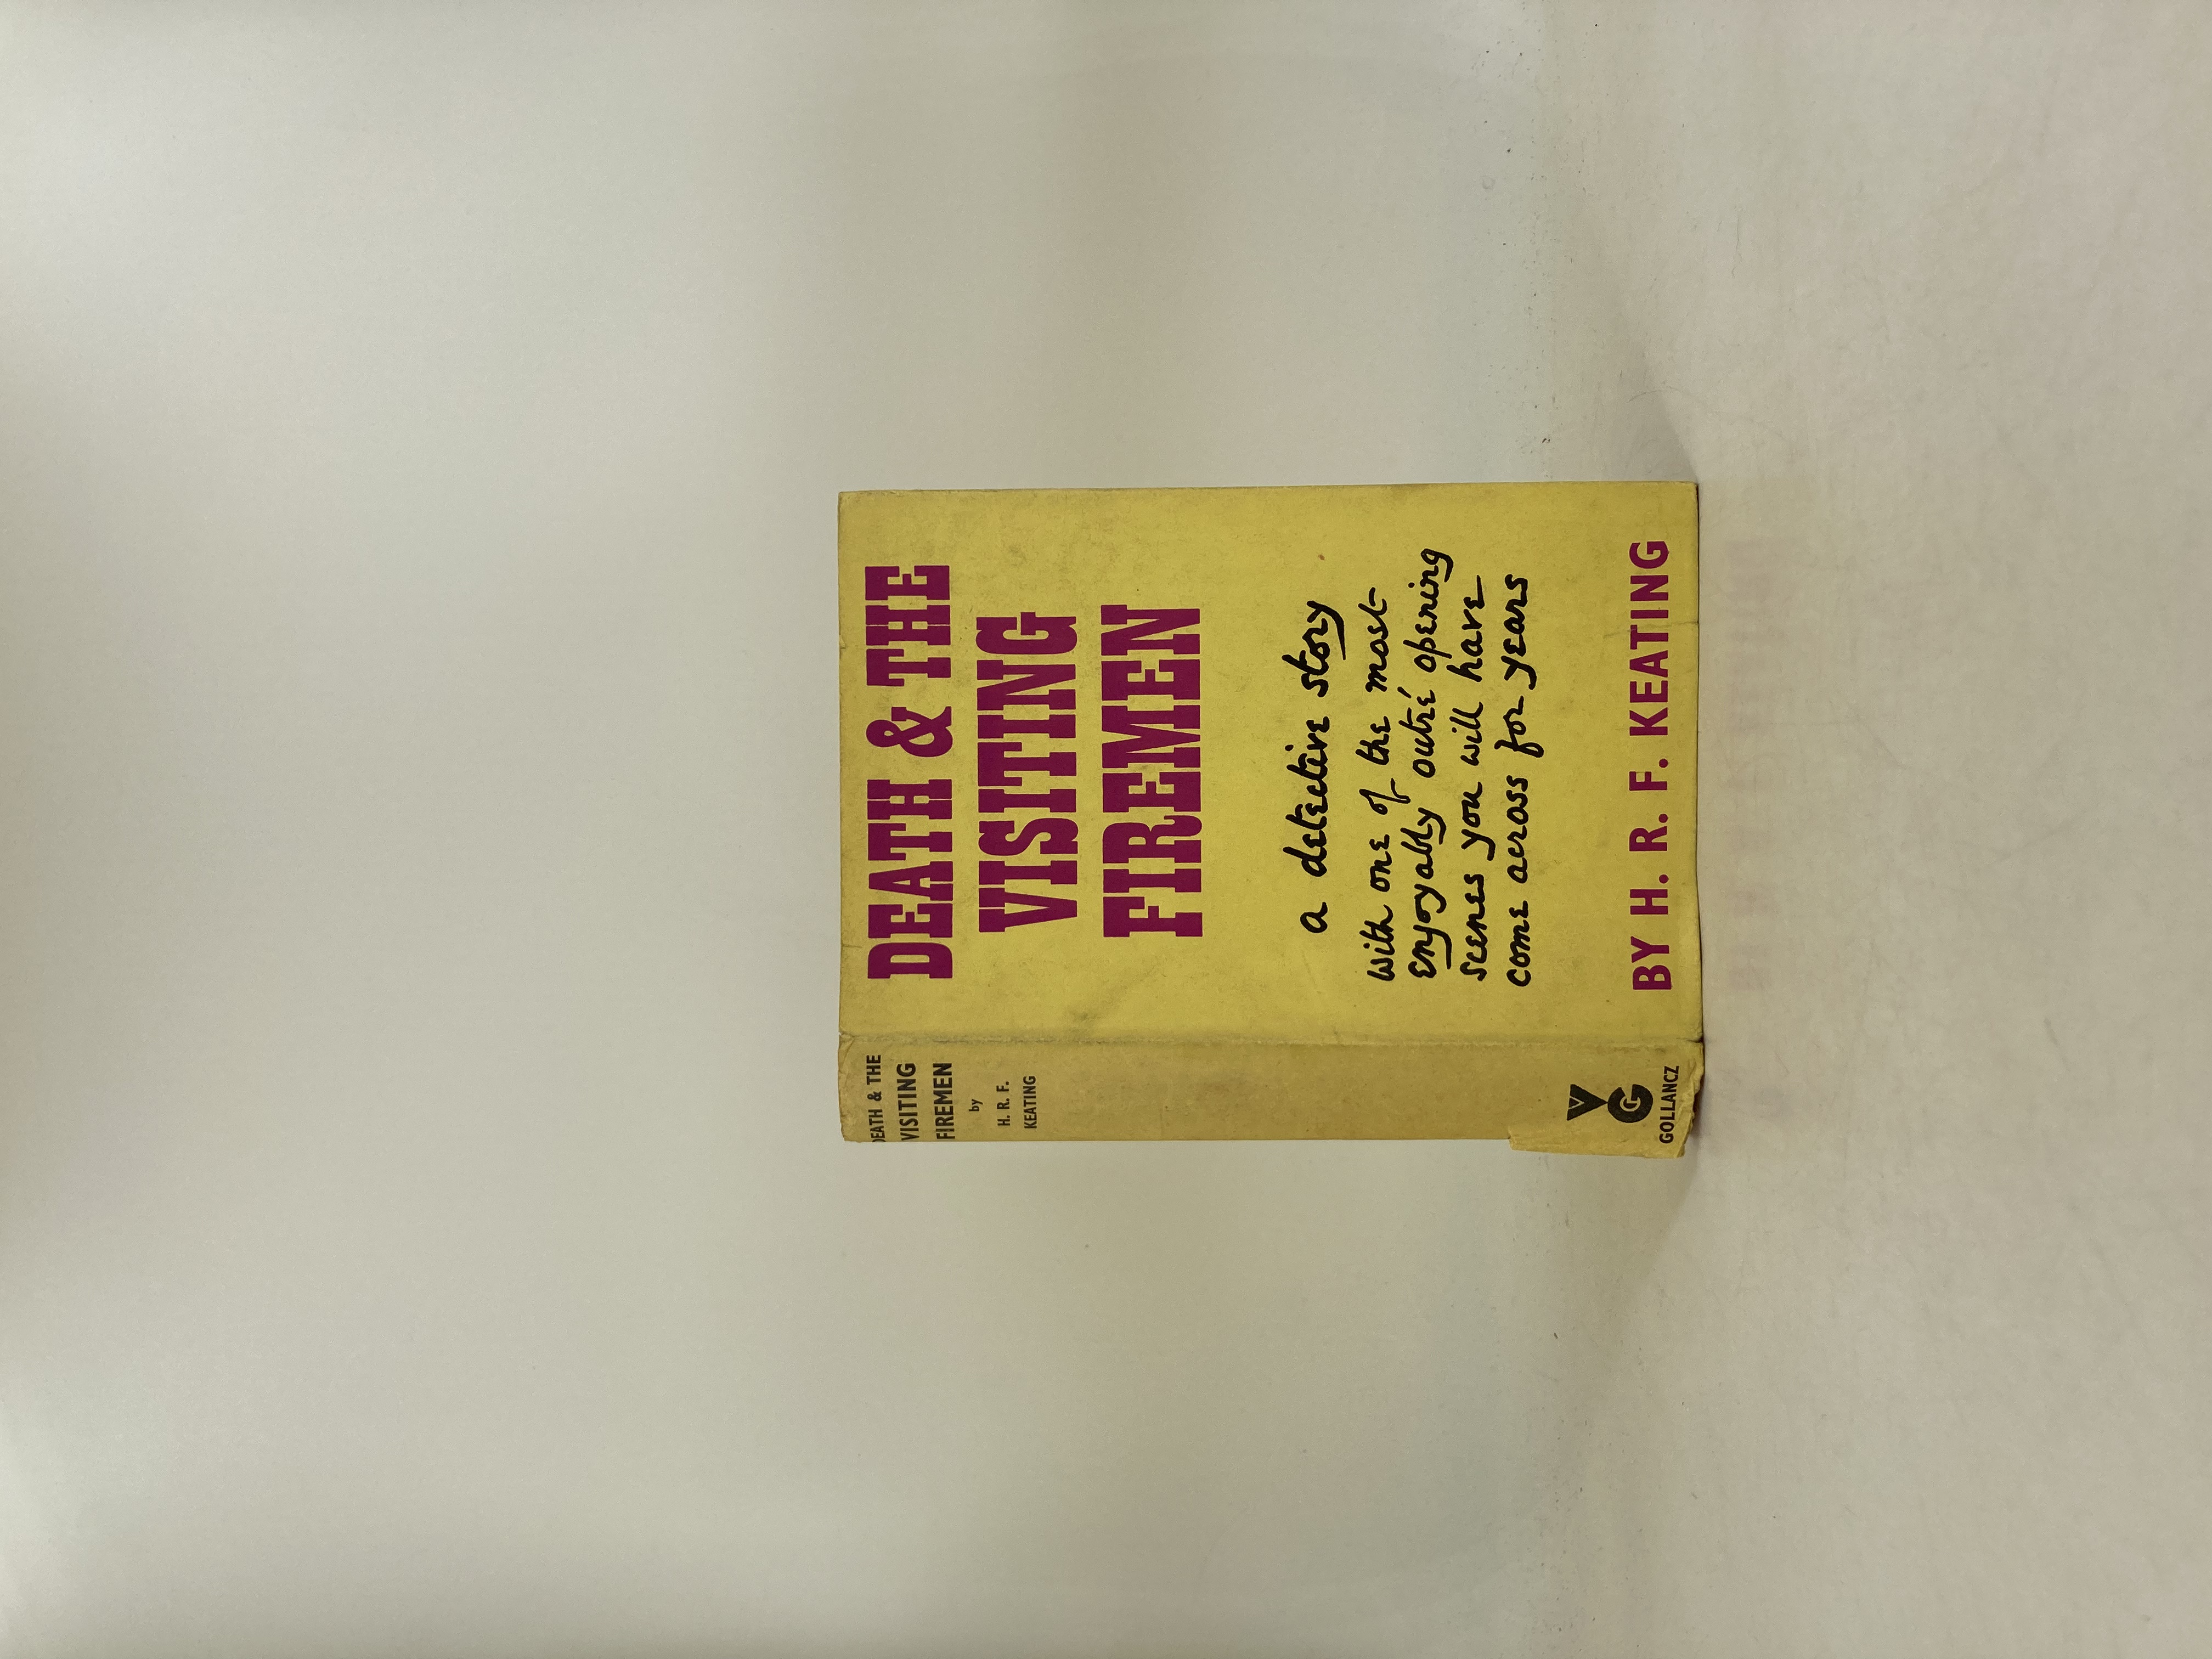 DEATH & THE
VISITING
FIREMEN
a detective story
with one of the most
enjoyably outré opening
scenes you will have
come across for years
BY H. R. F. KEATING
DEATH & THE
VISITING
FIREMEN
by
H. R. F.
KEATING
VG
GOLLANCZ